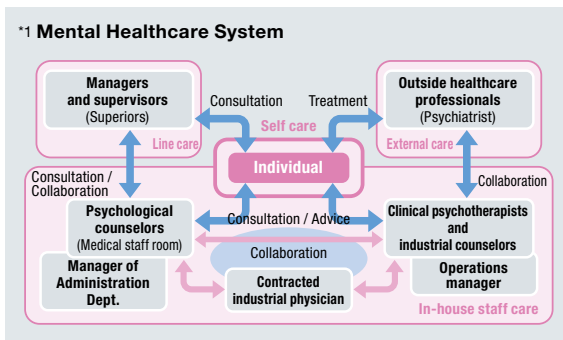 *1 Mental Healthcare System
Managers
and supervisors
(Superiors)
Consultation
Treatment
Outside healthcare
professionals
(Psychiatrist)
Line care
Self care
External care
Individual
Consultation /
Collaboration
Collaboration
Psychological
counselors
(Medical staff room)
Consultation / Advice
Clinical psychotherapists
and
industrial counselors
Collaboration
Manager of
Administration
Dept.
Contracted
industrial physician
Operations
manager
In-house staff care